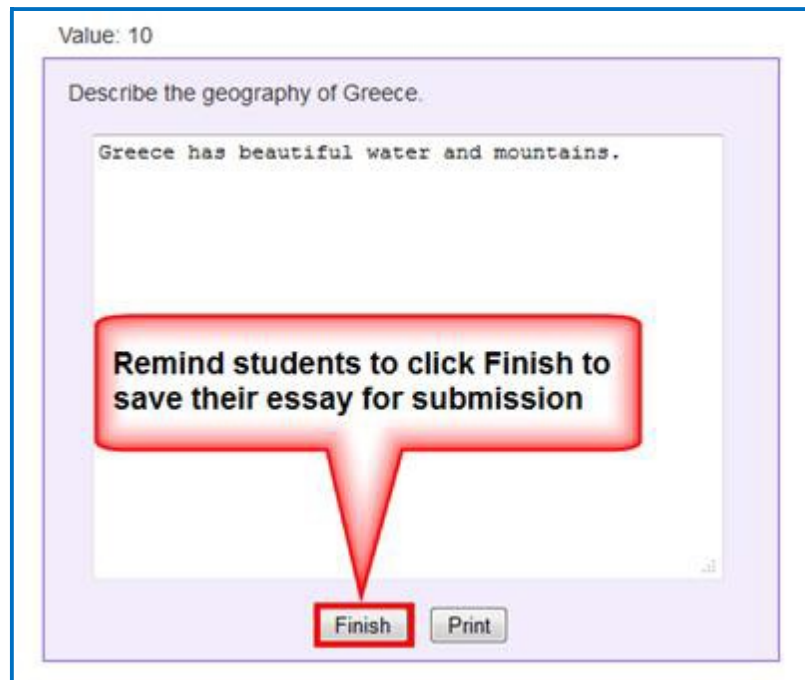 Value: 10
Describe the geography of Greece.
Greece has beautiful water and mountains.
Remind students to click Finish to
save their essay for submission
Finish
Print